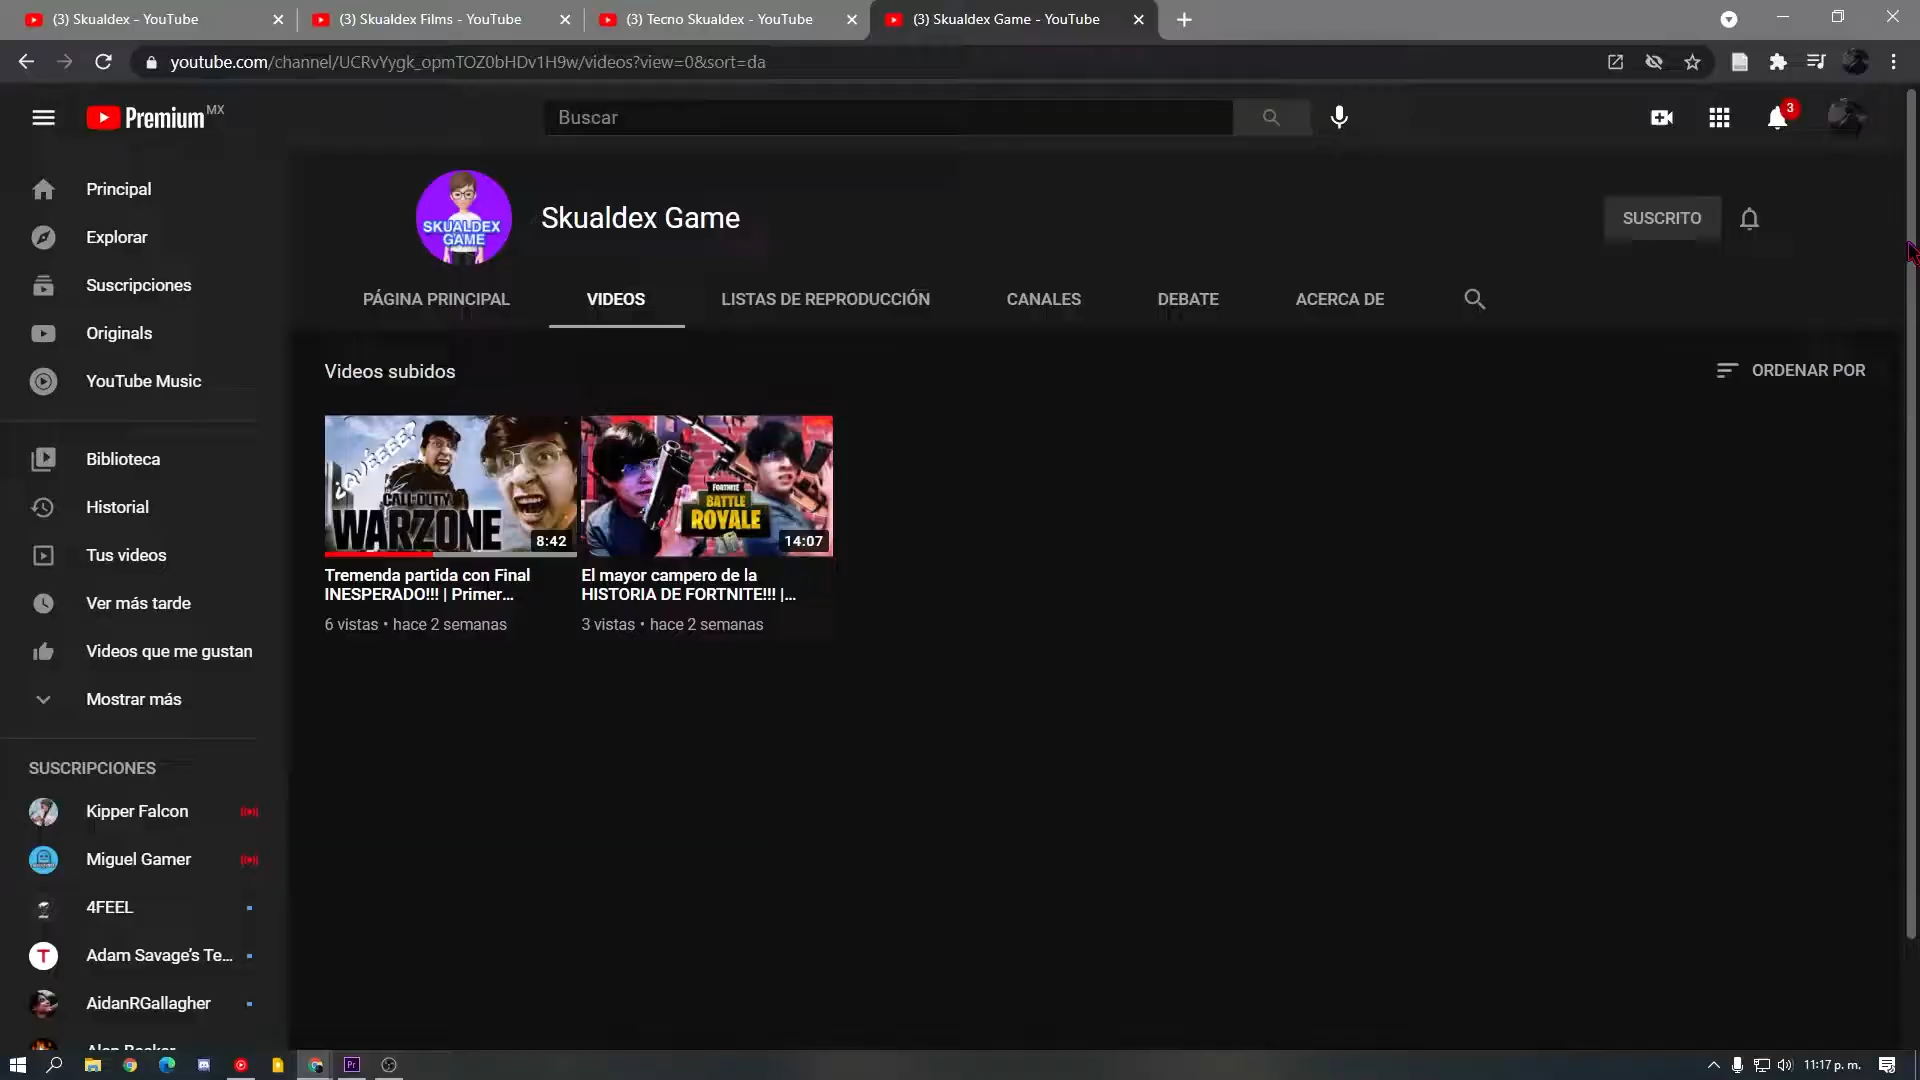 (3) Skualdex - YouTube
(3) Skualdex Films - YouTube
(3) Tecno Skualdex - YouTube
(3) Skualdex Game - YouTube
youtube.com/channel/UCRvYygk_opmTOZ0bHDv1H9w/videos?view=0&sort=da
Premium MX
Buscar
3
Principal
Explorar
Suscripciones
Originals
YouTube Music
Biblioteca
Historial
Tus videos
Ver más tarde
Videos que me gustan
Mostrar más
SUSCRIPCIONES
Kipper Falcon
Miguel Gamer
4FEEL
T
Adam Savage’s Te...
AidanRGallagher
SKUALDEX
GAME
Skualdex Game
SUSCRITO
PÁGINA PRINCIPAL
VIDEOS
LISTAS DE REPRODUCCIÓN
CANALES
DEBATE
ACERCA DE
Videos subidos
ORDENAR POR
¿QUÉEEE?
CALL OF DUTY
WARZONE
8:42
Tremenda partida con Final
INESPERADO!!! | Primer...
6 vistas • hace 2 semanas
FORTNITE
BATTLE
ROYALE
14:07
El mayor campero de la
HISTORIA DE FORTNITE!!! |...
3 vistas • hace 2 semanas
Pr
11:17 p. m.